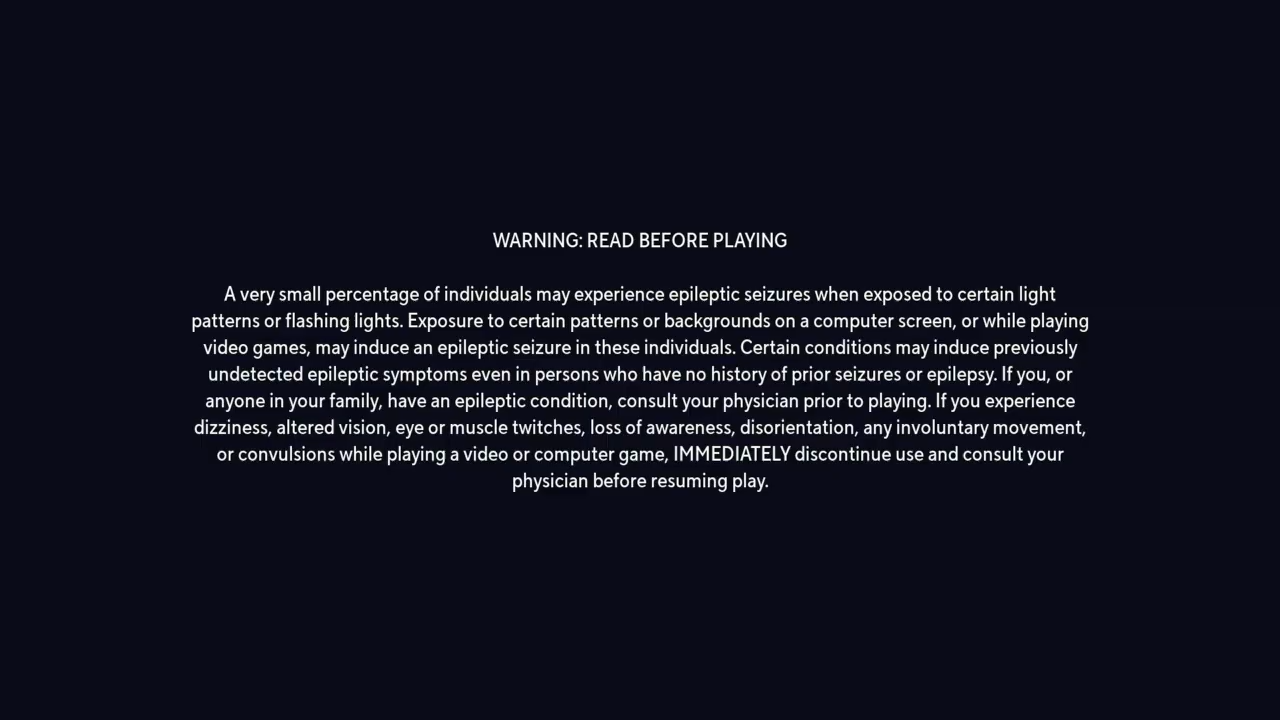 WARNING: READ BEFORE PLAYING
A very small percentage of individuals may experience epileptic seizures when exposed to certain light
patterns or flashing lights. Exposure to certain patterns or backgrounds on a computer screen, or while playing
video games, may induce an epileptic seizure in these individuals. Certain conditions may induce previously
undetected epileptic symptoms even in persons who have no history of prior seizures or epilepsy. If you, or
anyone in your family, have an epileptic condition, consult your physician prior to playing. If you experience
dizziness, altered vision, eye or muscle twitches, loss of awareness, disorientation, any involuntary movement,
or convulsions while playing a video or computer game, IMMEDIATELY discontinue use and consult your
physician before resuming play.